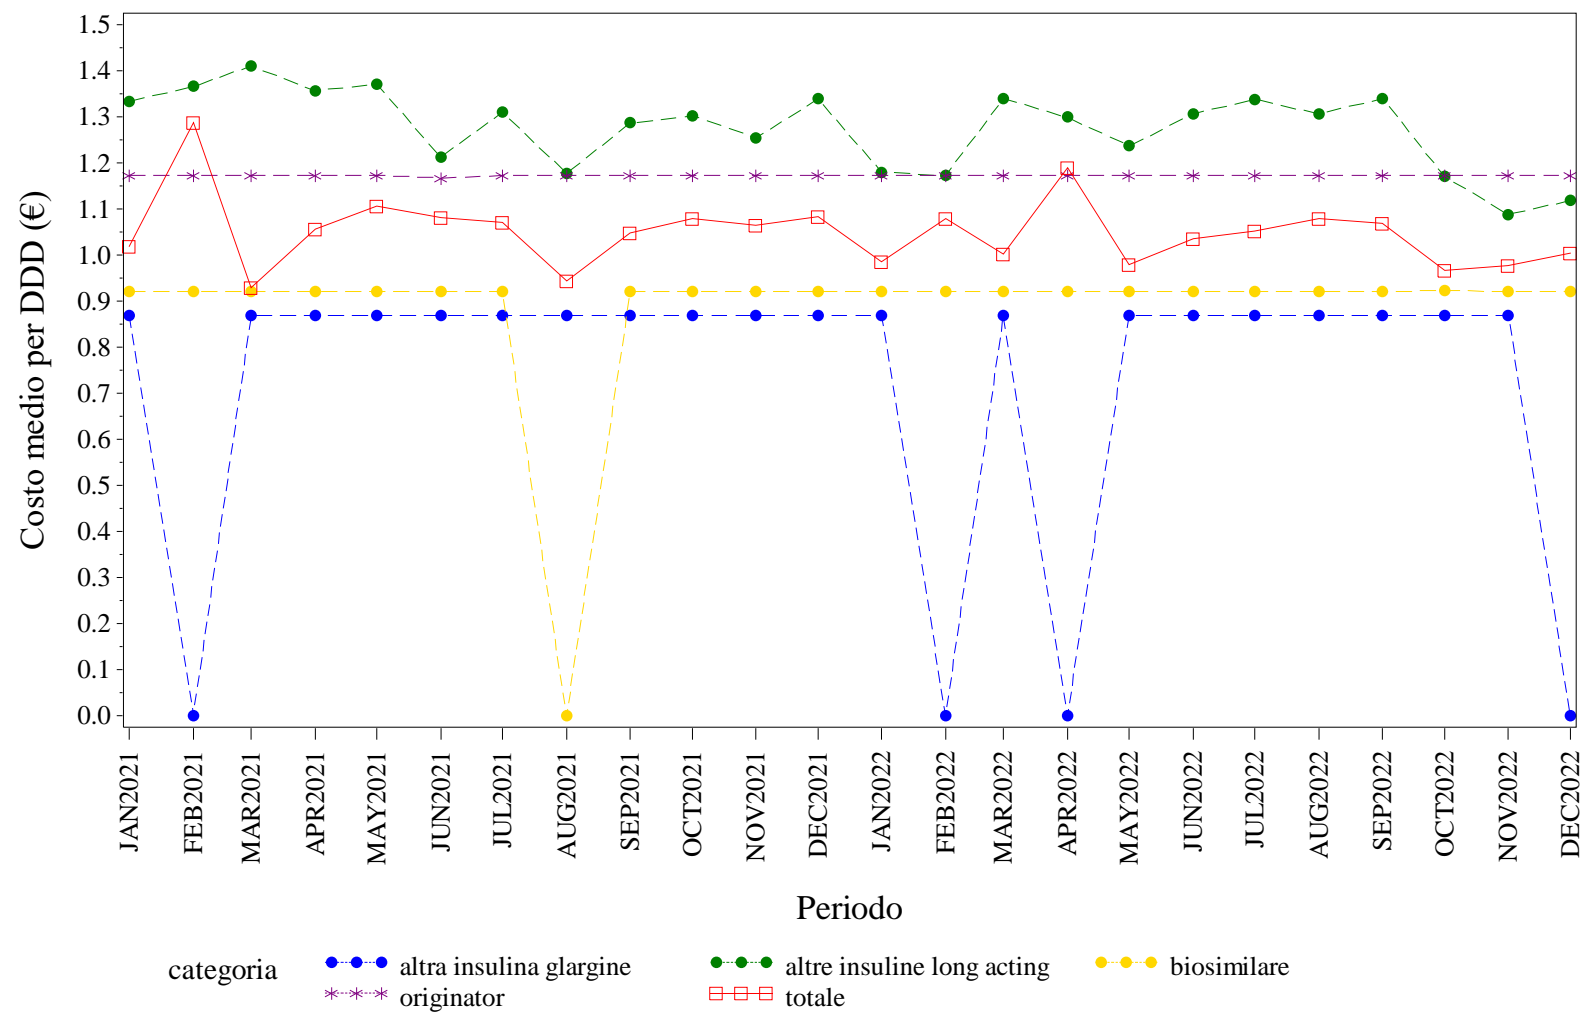 Costo medio per DDD (€)
1.5
1.4
1.3
1.2
1.1
1.0
0.9
0.8
0.7
0.6
0.5
0.4
0.3
0.2
0.1
0.0
JAN2021
FEB2021
MAR2021
APR2021
MAY2021
JUN2021
JUL2021
AUG2021
SEP2021
OCT2021
NOV2021
DEC2021
JAN2022
FEB2022
MAR2022
APR2022
MAY2022
JUN2022
JUL2022
AUG2022
SEP2022
OCT2022
NOV2022
DEC2022
Periodo
categoria
altra insulina glargine
altre insuline long acting
biosimilare
originator
totale